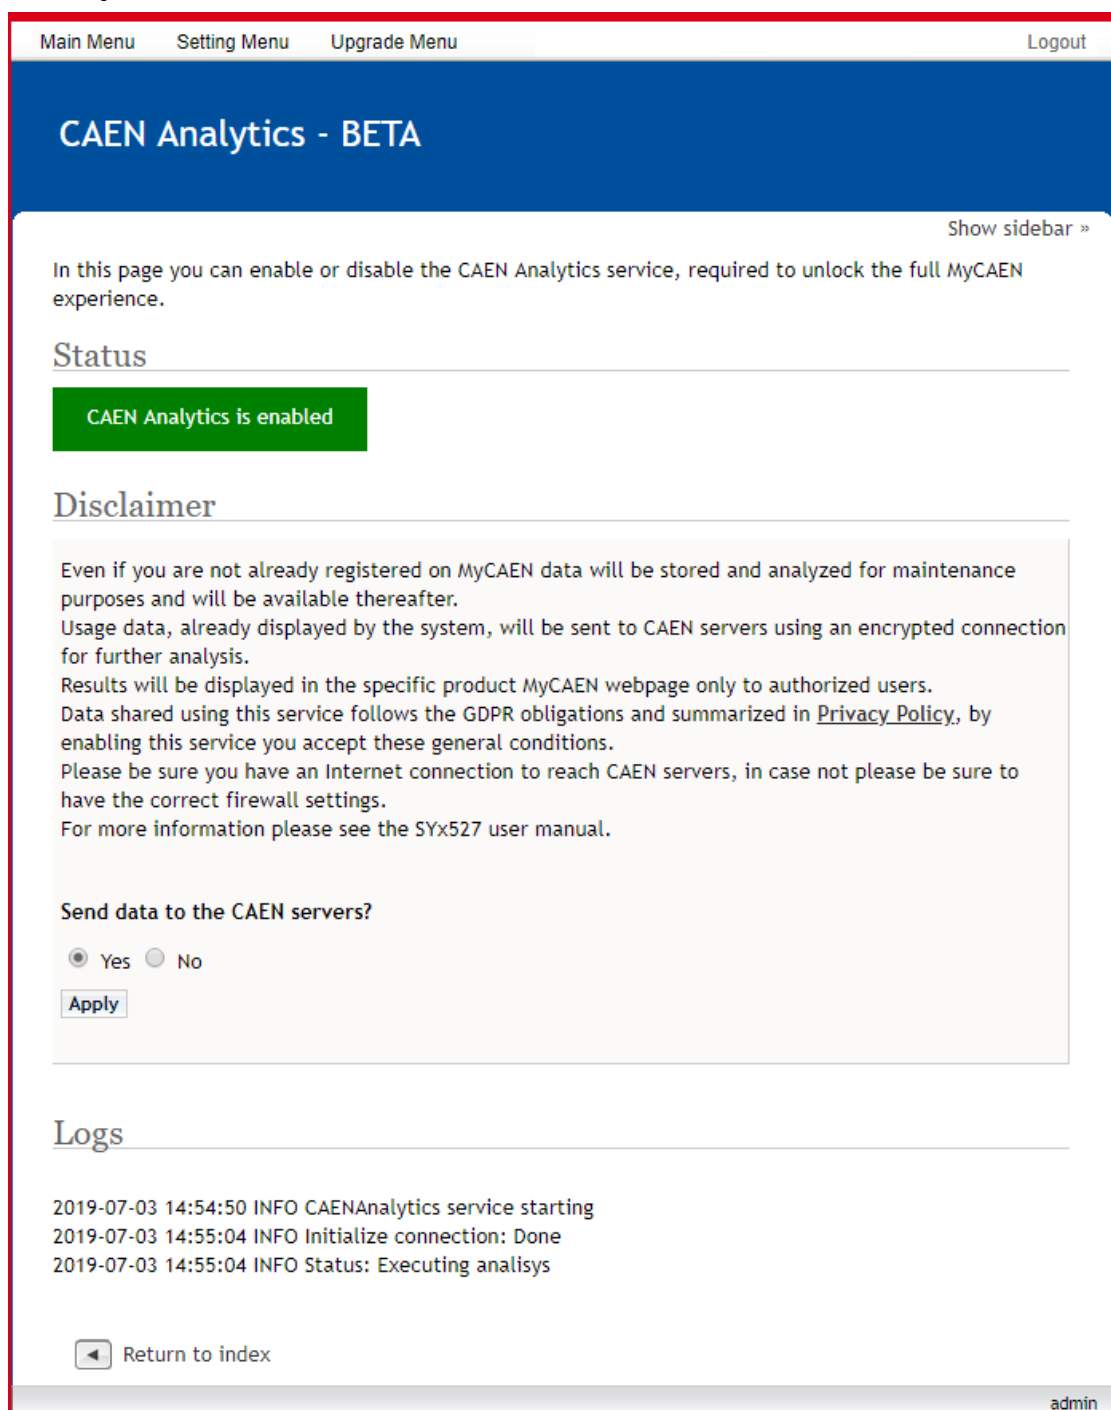 Main Menu Setting Menu Upgrade Menu Logout
CAEN Analytics - BETA
Show sidebar »
In this page you can enable or disable the CAEN Analytics service, required to unlock the full MyCAEN
experience.
Status
CAEN Analytics is enabled
Disclaimer
Even if you are not already registered on MyCAEN data will be stored and analyzed for maintenance
purposes and will be available thereafter.
Usage data, already displayed by the system, will be sent to CAEN servers using an encrypted connection
for further analysis.
Results will be displayed in the specific product MyCAEN webpage only to authorized users.
Data shared using this service follows the GDPR obligations and summarized in Privacy Policy, by
enabling this service you accept these general conditions.
Please be sure you have an Internet connection to reach CAEN servers, in case not please be sure to
have the correct firewall settings.
For more information please see the SYx527 user manual.
Send data to the CAEN servers?
Yes No
Apply
Logs
2019-07-03 14:54:50 INFO CAENAnalytics service starting
2019-07-03 14:55:04 INFO Initialize connection: Done
2019-07-03 14:55:04 INFO Status: Executing analisys
Return to index
admin